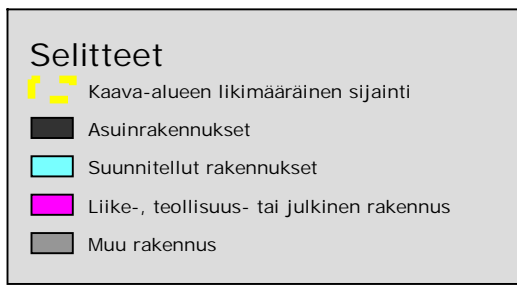 Selitteet
Kaava-alueen likimääräinen sijainti
Asuinrakennukset
Suunnitellut rakennukset
Liike-, teollisuus- tai julkinen rakennus
Muu rakennus